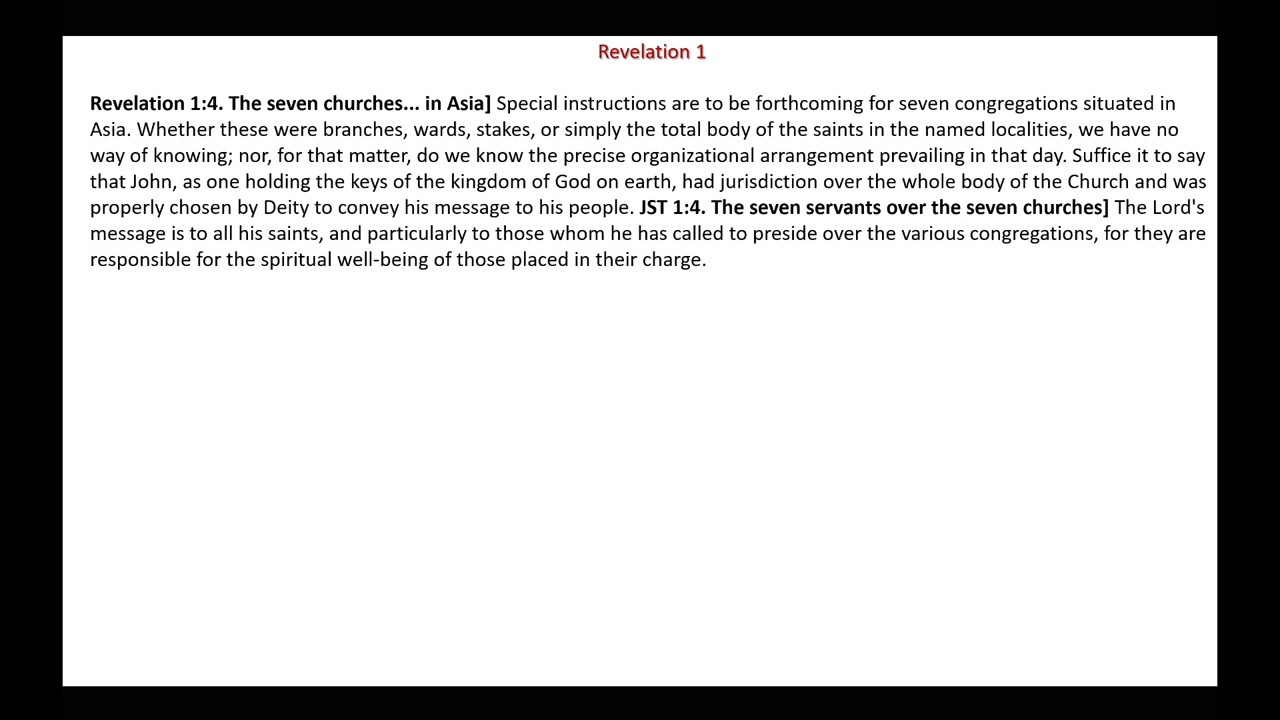 Revelation 1
Revelation 1:4. The seven churches... in Asia] Special instructions are to be forthcoming for seven congregations situated in
Asia. Whether these were branches, wards, stakes, or simply the total body of the saints in the named localities, we have no
way of knowing; nor, for that matter, do we know the precise organizational arrangement prevailing in that day. Suffice it to say
that John, as one holding the keys of the kingdom of God on earth, had jurisdiction over the whole body of the Church and was
properly chosen by Deity to convey his message to his people. JST 1:4. The seven servants over the seven churches] The Lord's
message is to all his saints, and particularly to those whom he has called to preside over the various congregations, for they are
responsible for the spiritual well-being of those placed in their charge.